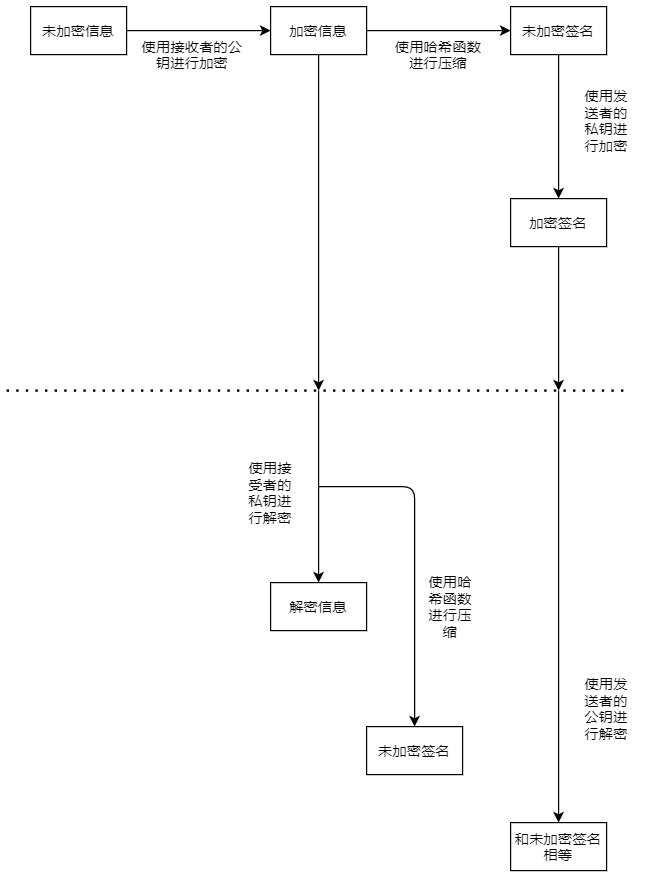 未加密信息
使用接收者的公
钥进行加密
加密信息
使用哈希函数
进行压缩
未加密签名
使用发
送者的
私钥进
行加密
加密签名
使用接
受者的
私钥进
行解密
解密信息
使用哈
希函数
进行压
缩
未加密签名
使用发
送者的
公钥进
行解密
和未加密签名
相等